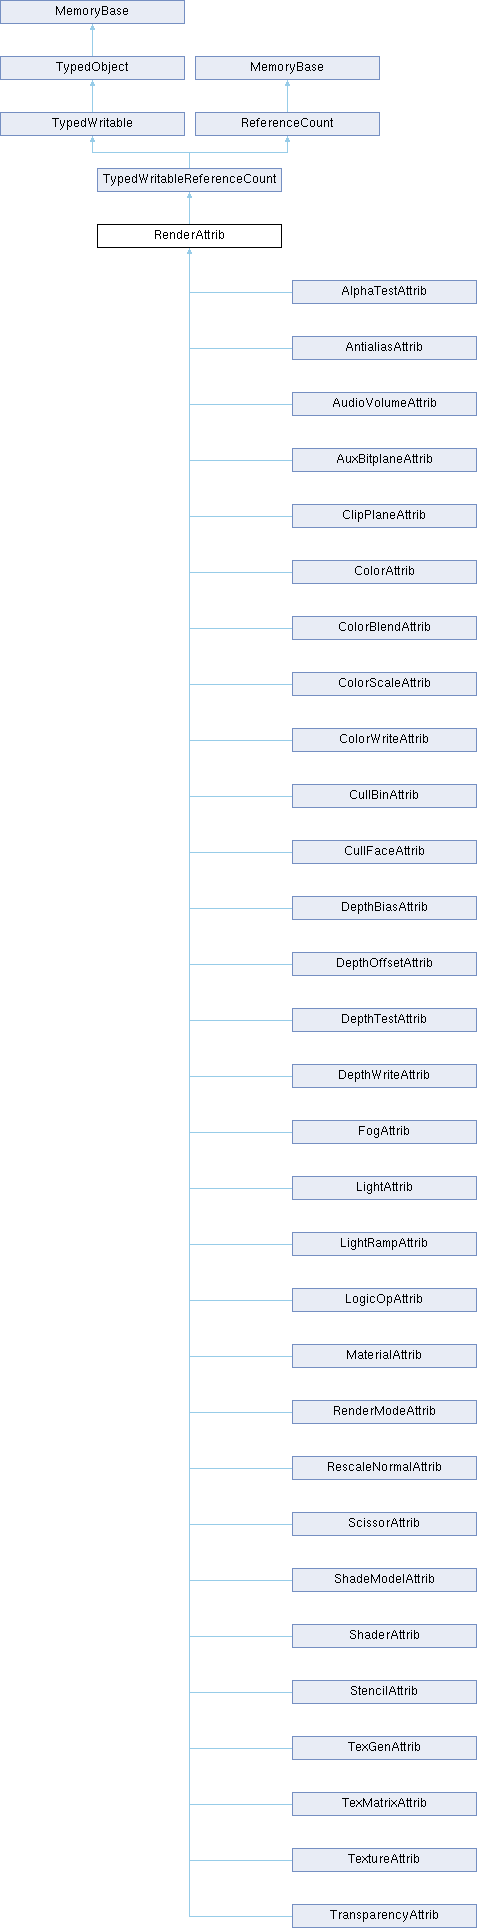 MemoryBase
TypedObject
MemoryBase
TypedWritable
ReferenceCount
TypedWritableReferenceCount
RenderAttrib
AlphaTestAttrib
AntialiasAttrib
AudioVolumeAttrib
AuxBitplaneAttrib
ClipPlaneAttrib
ColorAttrib
ColorBlendAttrib
ColorScaleAttrib
ColorWriteAttrib
CullBinAttrib
CullFaceAttrib
DepthBiasAttrib
DepthOffsetAttrib
DepthTestAttrib
DepthWriteAttrib
FogAttrib
LightAttrib
LightRampAttrib
LogicOpAttrib
MaterialAttrib
RenderModeAttrib
RescaleNormalAttrib
ScissorAttrib
ShadeModelAttrib
ShaderAttrib
StencilAttrib
TexGenAttrib
TexMatrixAttrib
TextureAttrib
TransparencyAttrib